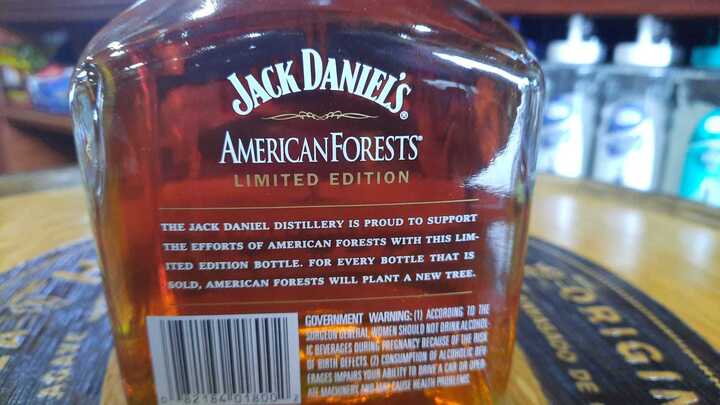 JACK DANIEL'S
®
AMERICAN FORESTS®
LIMITED EDITION
THE JACK DANIEL DISTILLERY IS PROUD TO SUPPORT
THE EFFORTS OF AMERICAN FORESTS WITH THIS LIM-
ITED EDITION BOTTLE. FOR EVERY BOTTLE THAT IS
SOLD, AMERICAN FORESTS WILL PLANT A NEW TREE.
GOVERNMENT WARNING: (1) ACCORDING TO THE
SURGEON GENERAL, WOMEN SHOULD NOT DRINK ALCOHOL-
IC BEVERAGES DURING PREGNANCY BECAUSE OF THE RISK
OF BIRTH DEFECTS. (2) CONSUMPTION OF ALCOHOLIC BEV-
ERAGES IMPAIRS YOUR ABILITY TO DRIVE A CAR OR OPER-
ATE MACHINERY, AND MAY CAUSE HEALTH PROBLEMS.
0 82184 01800 2
ORIGIN